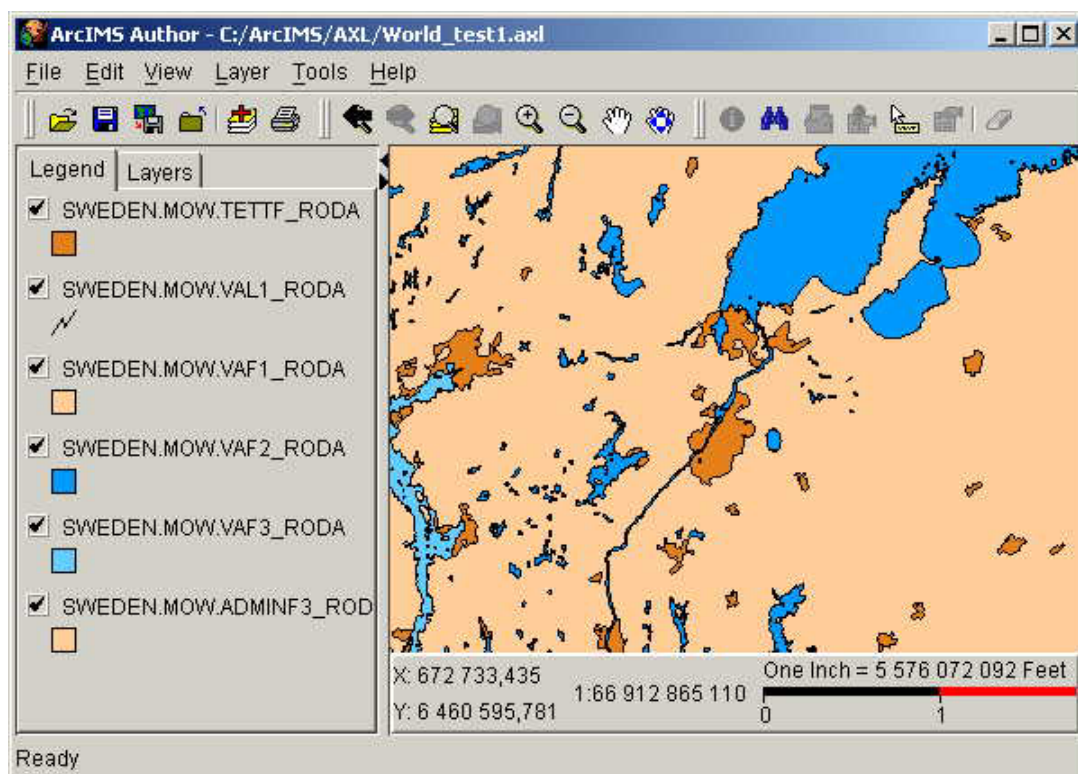 ArcIMS Author - C:/ArcIMS/AXL/World_test1.axl
File Edit View Layer Tools Help
Legend Layers
SWEDEN.MOW.TETTF_RODA
SWEDEN.MOW.VAL1_RODA
SWEDEN.MOW.VAF1_RODA
SWEDEN.MOW.VAF2_RODA
SWEDEN.MOW.VAF3_RODA
SWEDEN.MOW.ADMINF3_ROD
X: 672 733,435
Y: 6 460 595,781
1:66 912 865 110
One Inch = 5 576 072 092 Feet
0 1
Ready